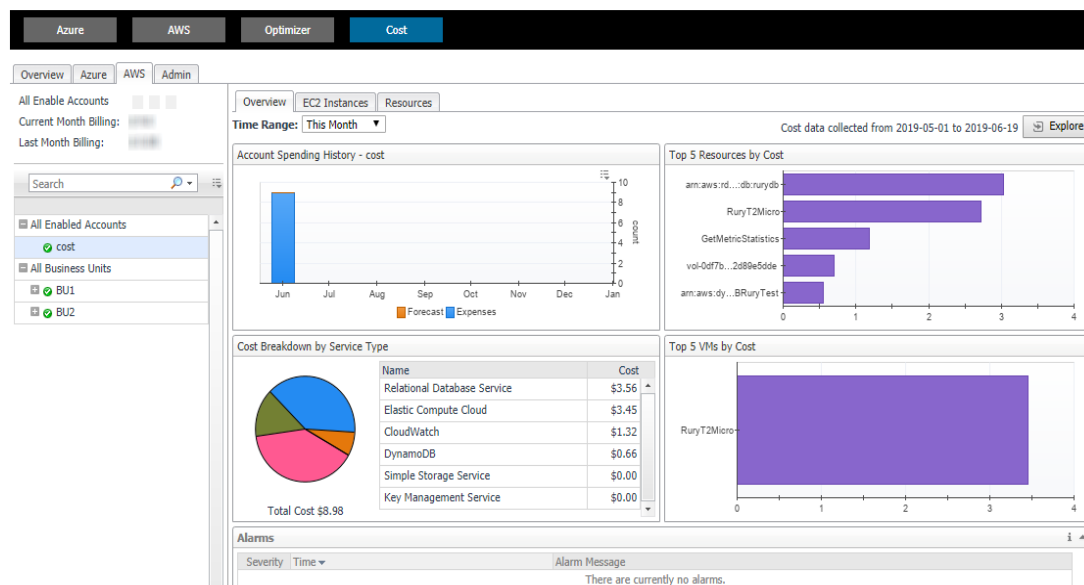 Azure AWS Optimizer Cost
Overview Azure AWS Admin
All Enable Accounts
Current Month Billing:
Last Month Billing:
Search
All Enabled Accounts
cost
All Business Units
BU1
BU2
Overview EC2 Instances Resources
Time Range: This Month
Cost data collected from 2019-05-01 to 2019-06-19 Explore
Account Spending History - cost
10
8
6
4
2
0
count
Jun Jul Aug Sep Oct Nov Dec Jan
Forecast Expenses
Top 5 Resources by Cost
arn:aws:rd...:db:rurydb
RuryT2Micro
GetMetricStatistics
vol-0df7b...2d89e5dde
arn:aws:dy...BRuryTest
0 1 2 3 4
Cost Breakdown by Service Type
Total Cost $8.98
Name Cost
Relational Database Service $3.56
Elastic Compute Cloud $3.45
CloudWatch $1.32
DynamoDB $0.66
Simple Storage Service $0.00
Key Management Service $0.00
Top 5 VMs by Cost
RuryT2Micro
0 1 2 3 4
Alarms
Severity Time Alarm Message
There are currently no alarms.